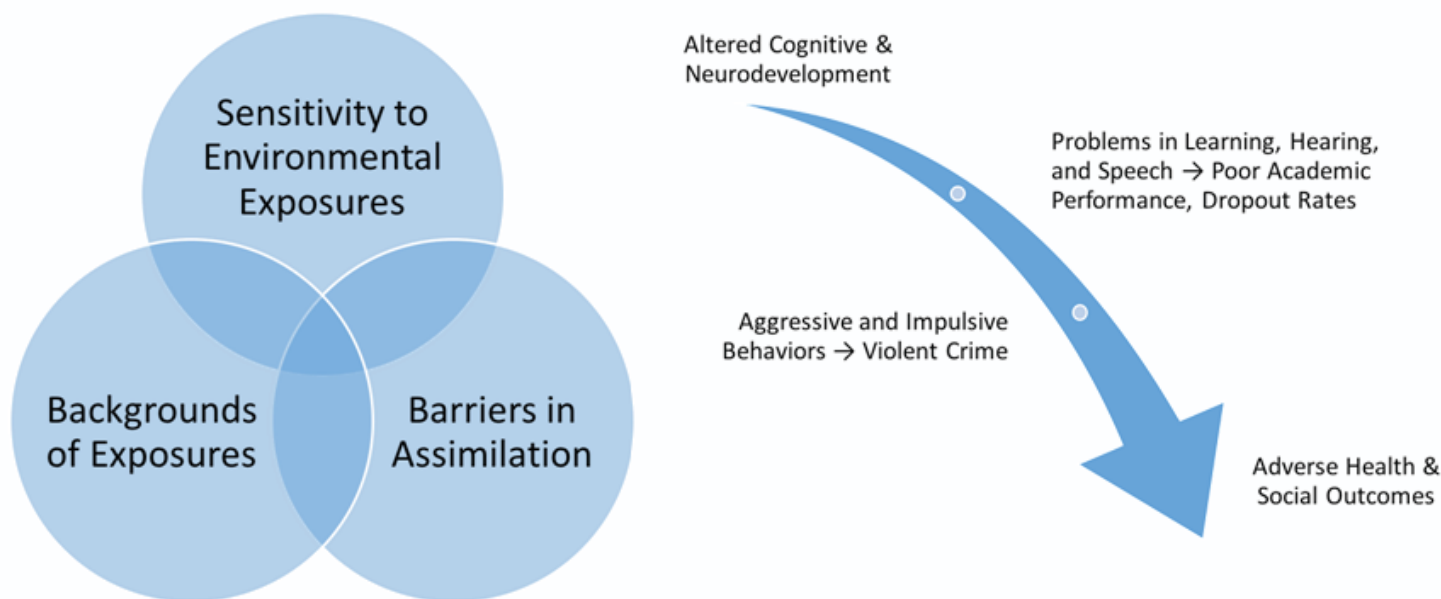 Sensitivity to
Environmental
Exposures
Backgrounds
of Exposures
Barriers in
Assimilation
Altered Cognitive &
Neurodevelopment
Problems in Learning, Hearing,
and Speech → Poor Academic
Performance, Dropout Rates
Aggressive and Impulsive
Behaviors → Violent Crime
Adverse Health &
Social Outcomes